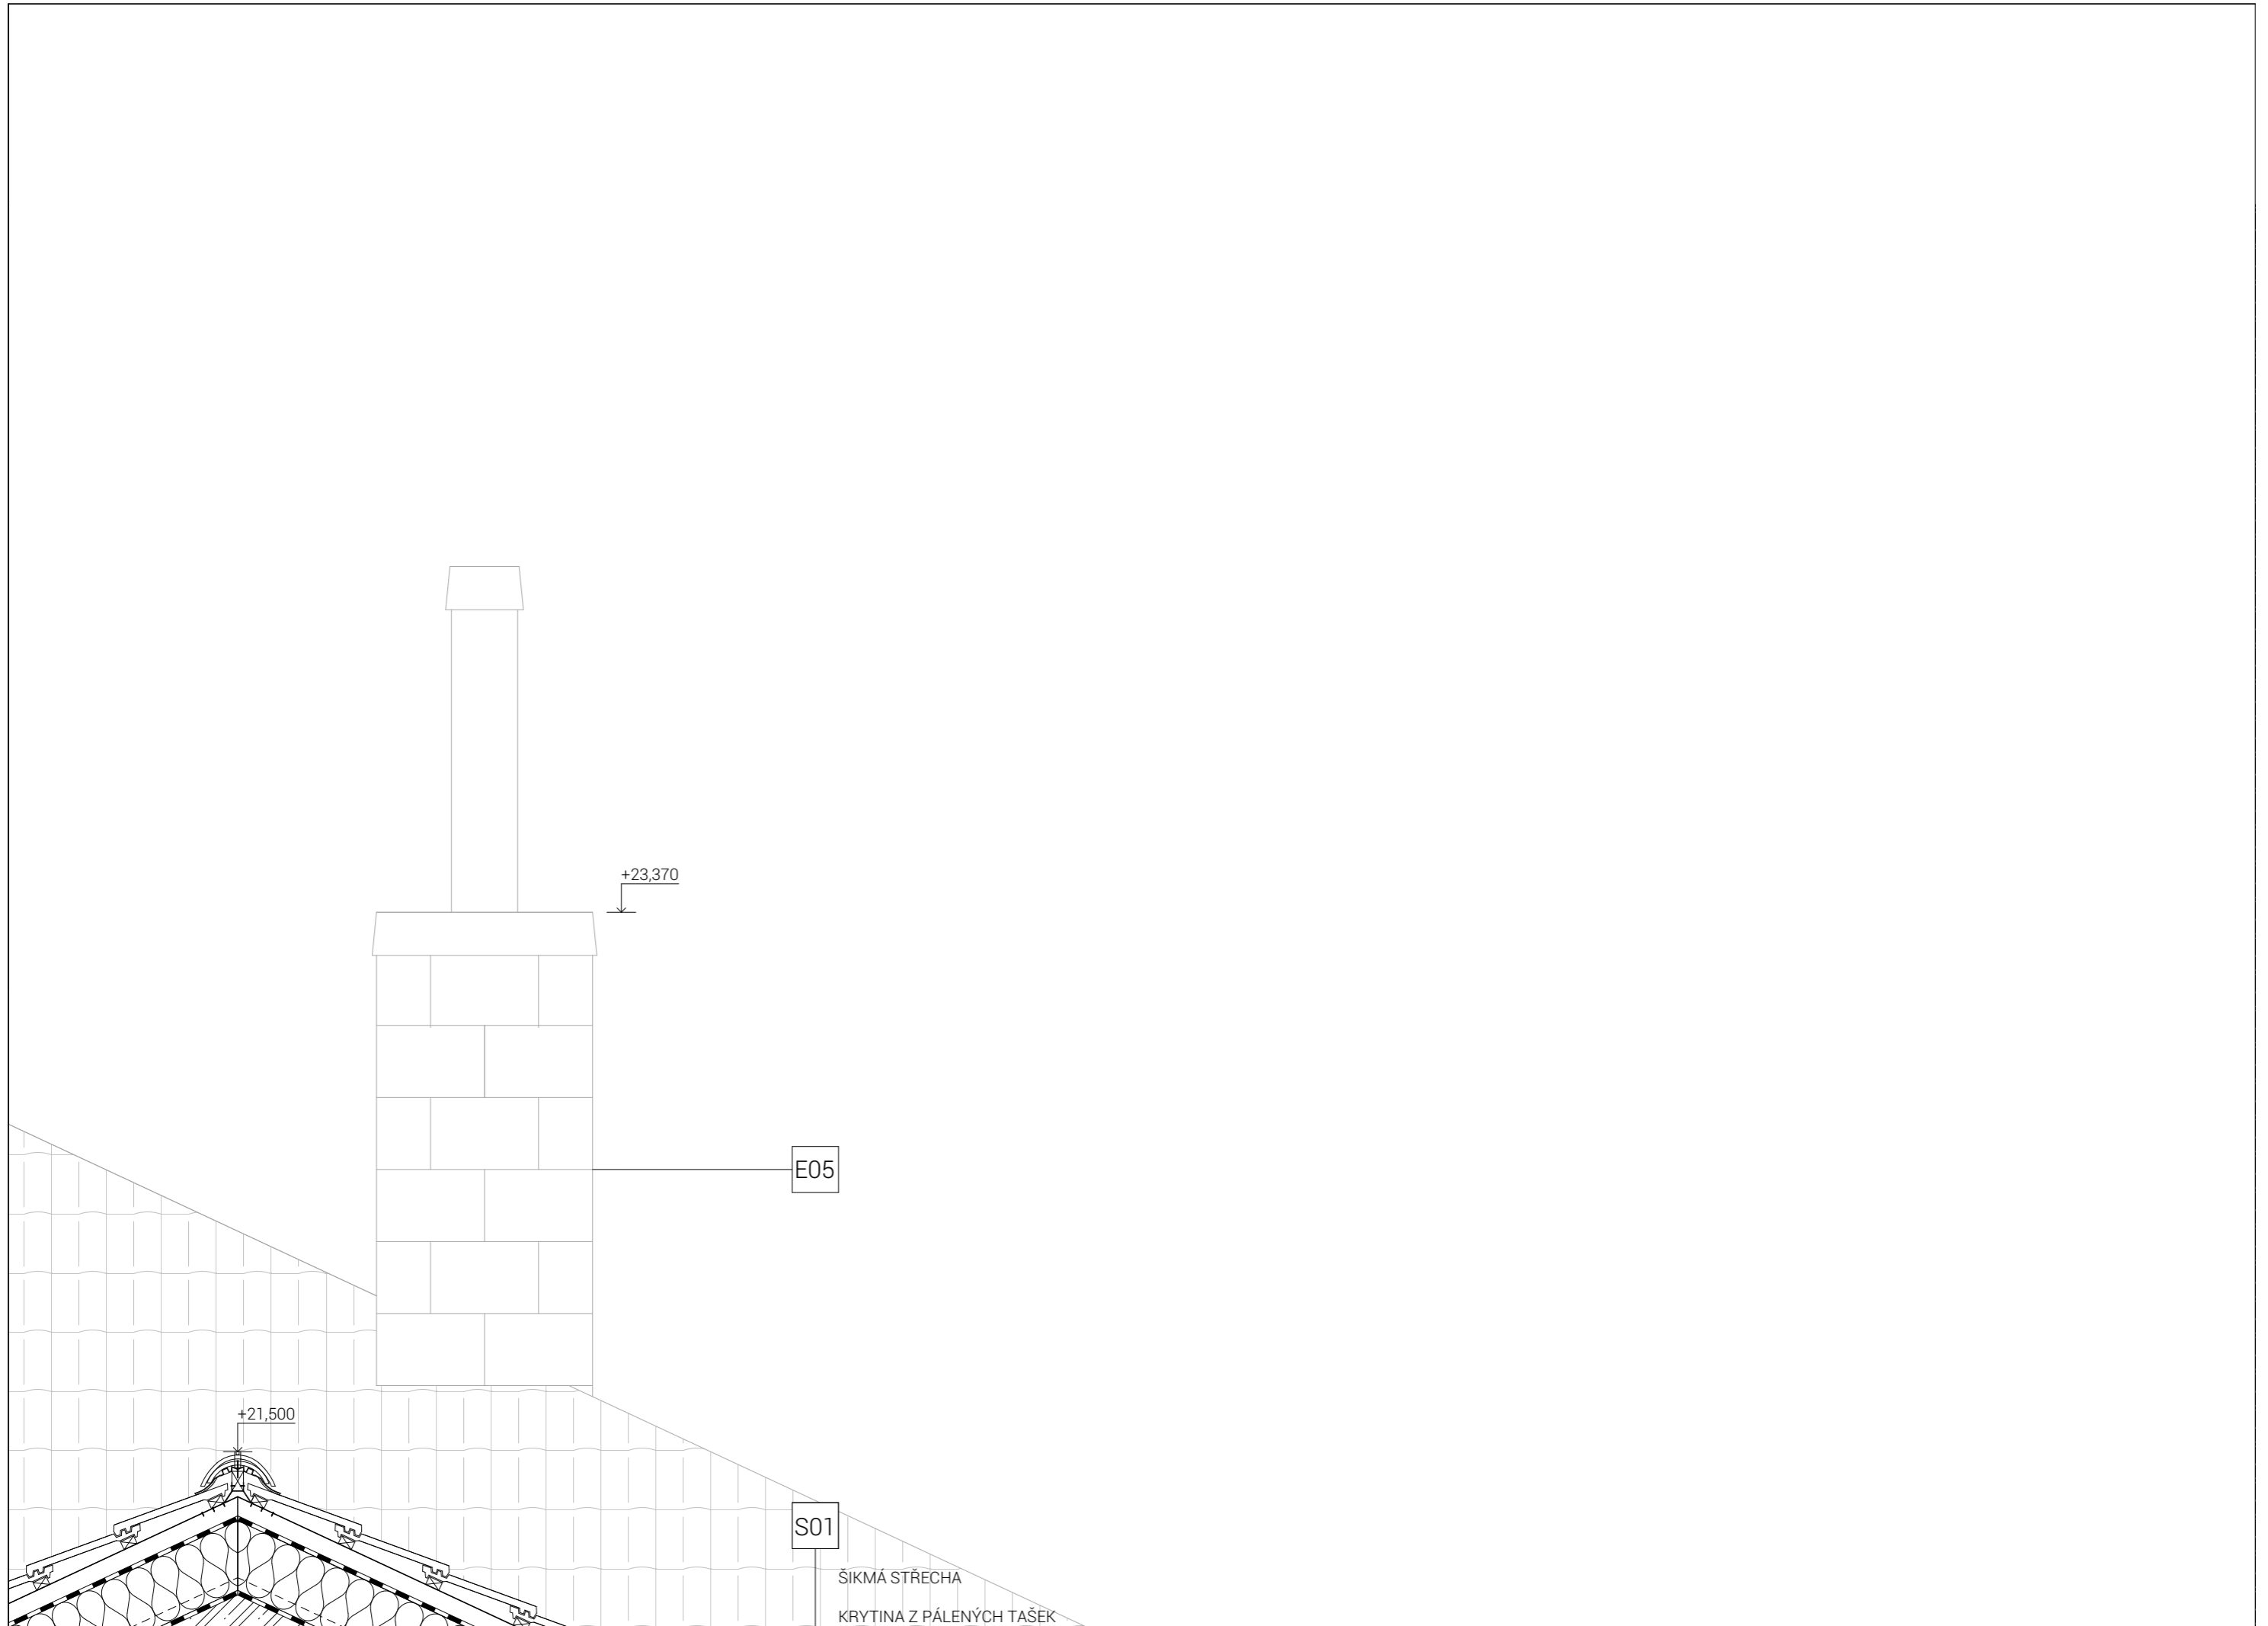 +23,370
E05
+21,500
S01
ŠIKMÁ STŘECHA
KRYTINA Z PÁLENÝCH TAŠEK